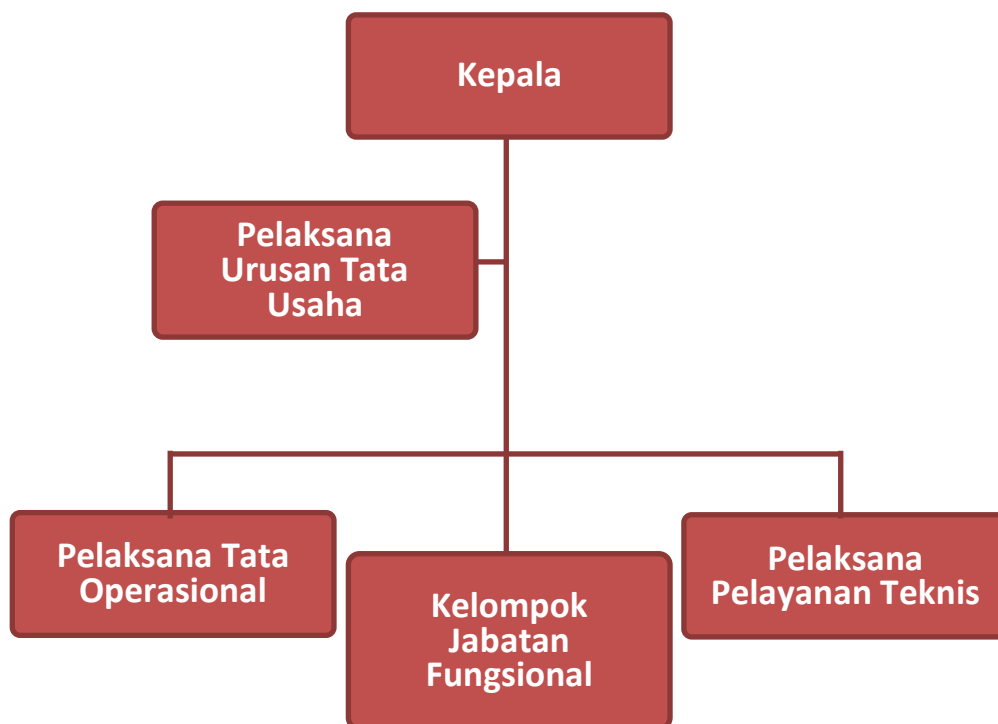 Kepala
Pelaksana
Urusan Tata
Usaha
Pelaksana Tata
Operasional
Kelompok
Jabatan
Fungsional
Pelaksana
Pelayanan Teknis